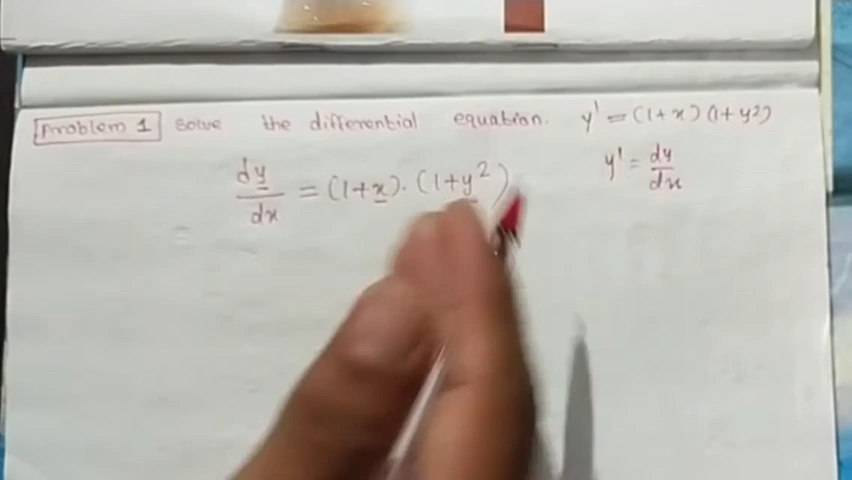 Problem 1 Solve the differential equation. y' = (1+x)(1+y²)
dy/dx = (1+x).(1+y²)
y' = dy/dx